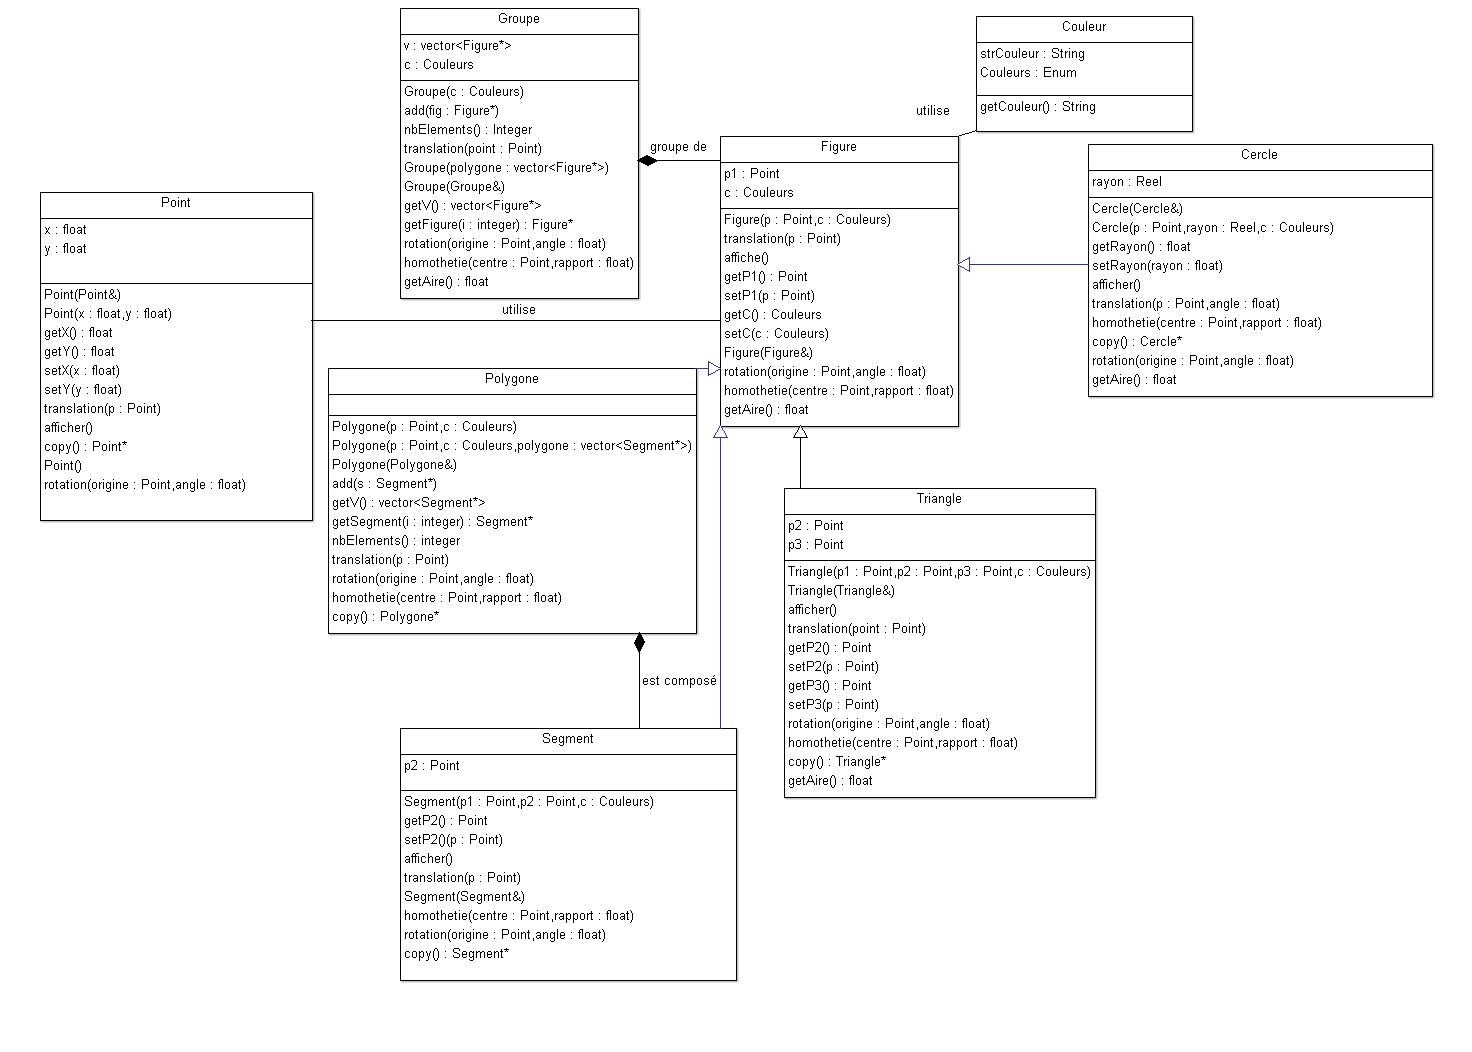 Groupe
v : vector<Figure*>
c : Couleurs
Groupe(c : Couleurs)
add(fig : Figure*)
nbElements() : Integer
translation(point : Point)
Groupe(polygone : vector<Figure*>)
Groupe(Groupe&)
getV() : vector<Figure*>
getFigure(i : integer) : Figure*
rotation(origine : Point,angle : float)
homothetie(centre : Point,rapport : float)
getAire() : float
Couleur
strCouleur : String
Couleurs : Enum
getCouleur() : String
utilise
groupe de
Figure
p1 : Point
c : Couleurs
Figure(p : Point,c : Couleurs)
translation(p : Point)
affiche()
getP1() : Point
setP1(p : Point)
getC() : Couleurs
setC(c : Couleurs)
Figure(Figure&)
rotation(origine : Point,angle : float)
homothetie(centre : Point,rapport : float)
getAire() : float
Cercle
rayon : Reel
Cercle(Cercle&)
Cercle(p : Point,rayon : Reel,c : Couleurs)
getRayon() : float
setRayon(rayon : float)
afficher()
translation(p : Point,angle : float)
homothetie(centre : Point,rapport : float)
copy() : Cercle*
rotation(origine : Point,angle : float)
getAire() : float
Point
x : float
y : float
Point(Point&)
Point(x : float,y : float)
getX() : float
getY() : float
setX(x : float)
setY(y : float)
translation(p : Point)
afficher()
copy() : Point*
Point()
rotation(origine : Point,angle : float)
utilise
Polygone
Polygone(p : Point,c : Couleurs)
Polygone(p : Point,c : Couleurs,polygone : vector<Segment*>)
Polygone(Polygone&)
add(s : Segment*)
getV() : vector<Segment*>
getSegment(i : integer) : Segment*
nbElements() : integer
translation(p : Point)
rotation(origine : Point,angle : float)
homothetie(centre : Point,rapport : float)
copy() : Polygone*
est composé
Triangle
p2 : Point
p3 : Point
Triangle(p1 : Point,p2 : Point,p3 : Point,c : Couleurs)
Triangle(Triangle&)
afficher()
translation(point : Point)
getP2() : Point
setP2(p : Point)
getP3() : Point
setP3(p : Point)
rotation(origine : Point,angle : float)
homothetie(centre : Point,rapport : float)
copy() : Triangle*
getAire() : float
Segment
p2 : Point
Segment(p1 : Point,p2 : Point,c : Couleurs)
getP2() : Point
setP2()(p : Point)
afficher()
translation(p : Point)
Segment(Segment&)
homothetie(centre : Point,rapport : float)
rotation(origine : Point,angle : float)
copy() : Segment*